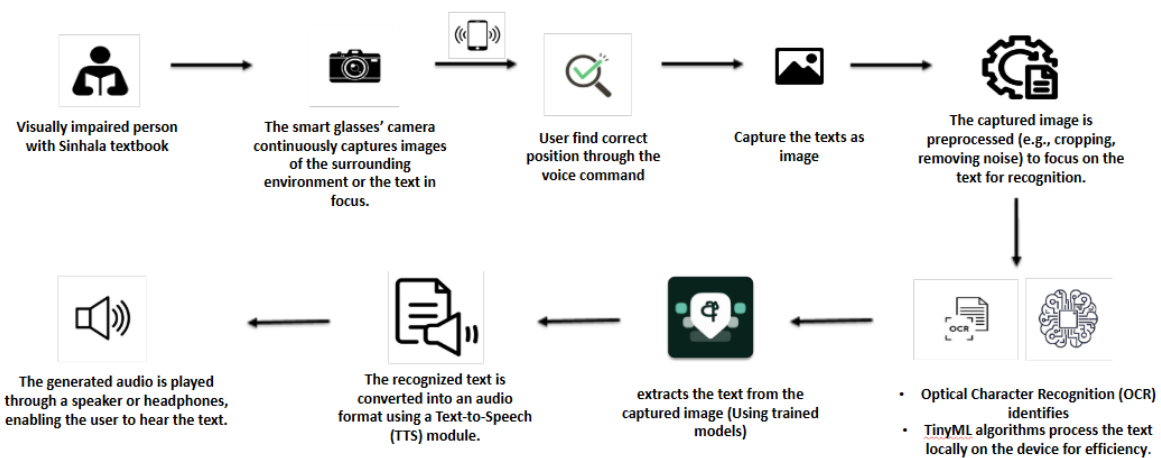 Visually impaired person
with Sinhala textbook
The smart glasses’ camera
continuously captures images
of the surrounding
environment or the text in
focus.
User find correct
position through the
voice command
Capture the texts as
image
The captured image is
preprocessed (e.g., cropping,
removing noise) to focus on the
text for recognition.
OCR
• Optical Character Recognition (OCR)
identifies
• TinyML algorithms process the text
locally on the device for efficiency.
extracts the text from the
captured image (Using trained
models)
The recognized text is
converted into an audio
format using a Text-to-Speech
(TTS) module.
The generated audio is played
through a speaker or headphones,
enabling the user to hear the text.